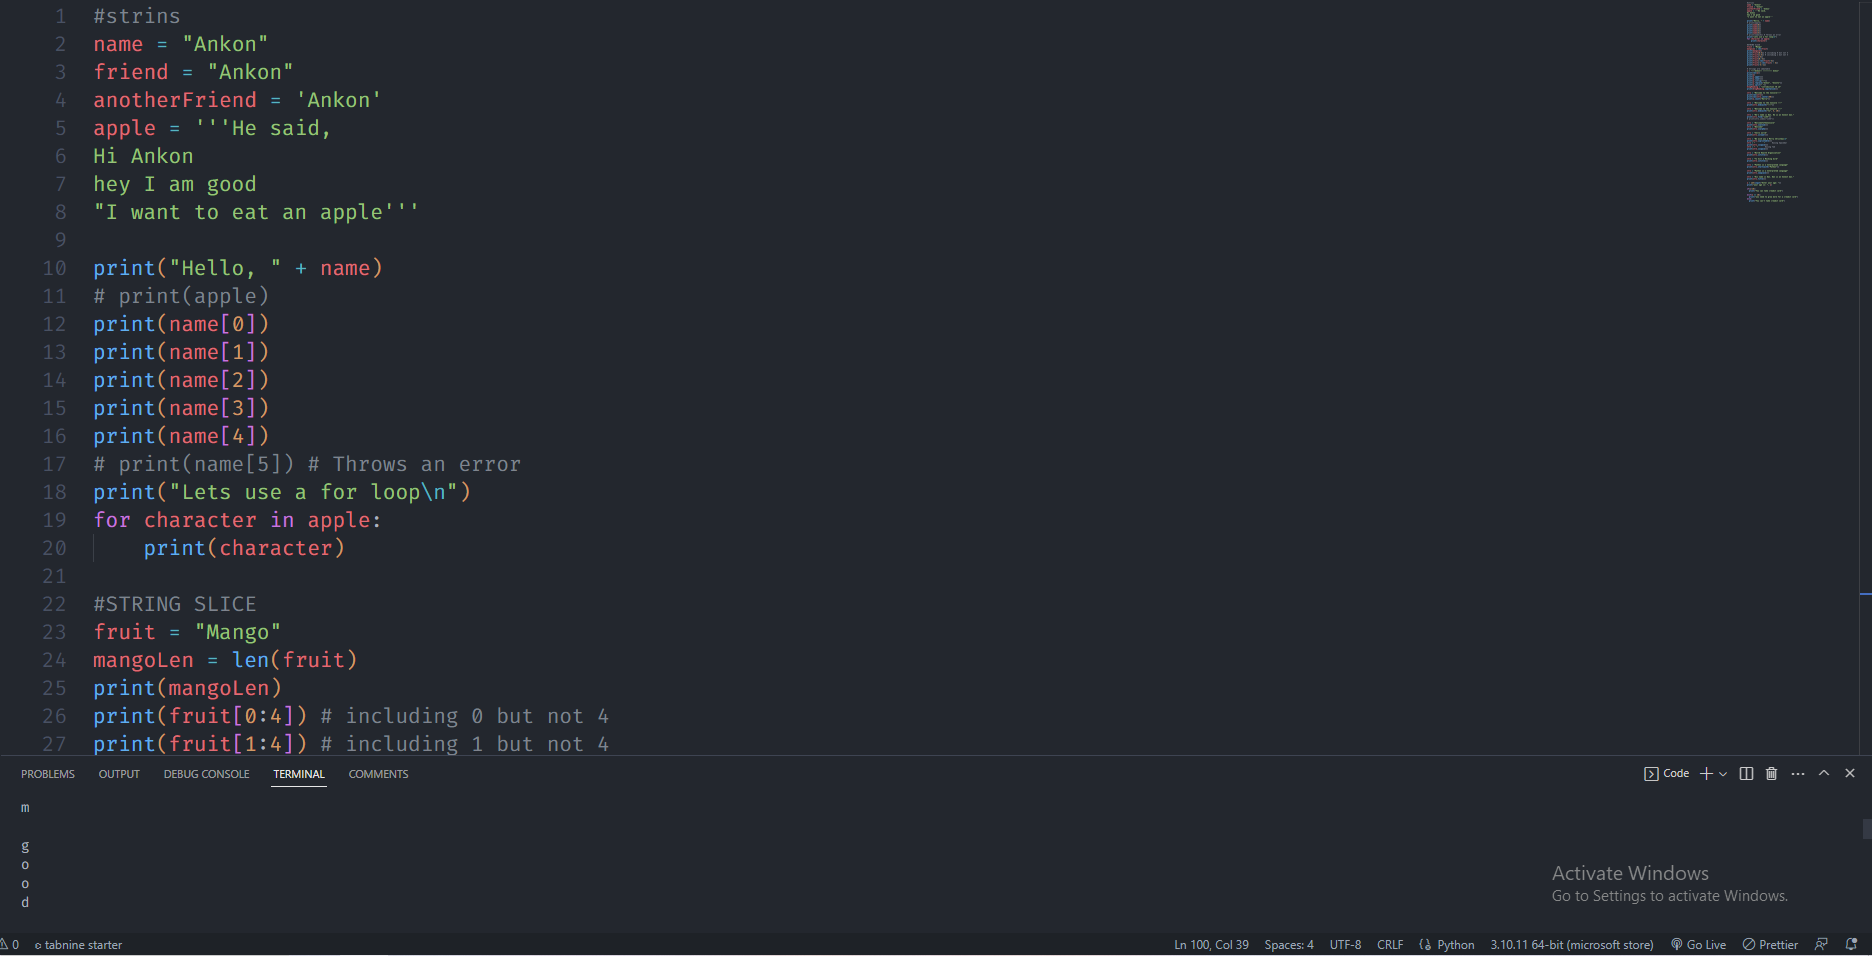 1 #strins
2 name = "Ankon"
3 friend = "Ankon"
4 anotherFriend = 'Ankon'
5 apple = '''He said,
6 Hi Ankon
7 hey I am good
8 "I want to eat an apple'''
9
10 print("Hello, " + name)
11 # print(apple)
12 print(name[0])
13 print(name[1])
14 print(name[2])
15 print(name[3])
16 print(name[4])
17 # print(name[5]) # Throws an error
18 print("Lets use a for loop\n")
19 for character in apple:
20     print(character)
21
22 #STRING SLICE
23 fruit = "Mango"
24 mangoLen = len(fruit)
25 print(mangoLen)
26 print(fruit[0:4]) # including 0 but not 4
27 print(fruit[1:4]) # including 1 but not 4
PROBLEMS OUTPUT DEBUG CONSOLE TERMINAL COMMENTS Code
m
g
o
o
d
Activate Windows
Go to Settings to activate Windows.
0 tabnine starter Ln 100, Col 39 Spaces: 4 UTF-8 CRLF Python 3.10.11 64-bit (microsoft store) Go Live Prettier